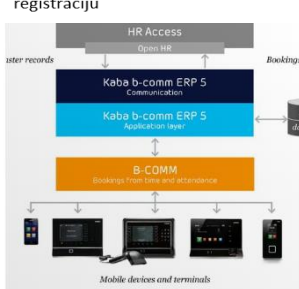 registraciju
HR Access
Open HR
ster records
Booking
Kaba b-comm ERP 5
Communication
Kaba b-comm ERP 5
Application layer
B-COMM
Bookings from time and attendance
Mobile devices and terminals